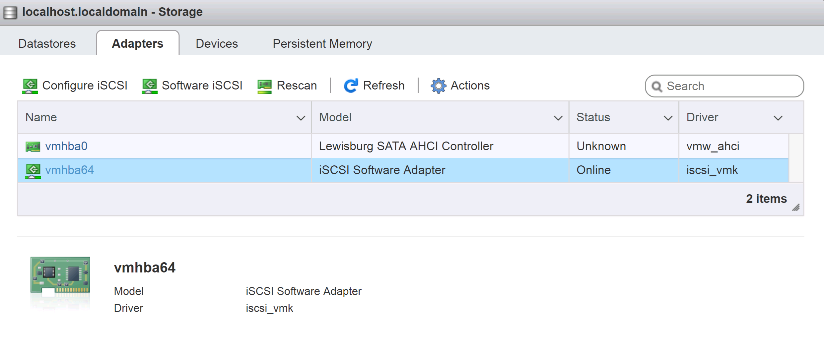 localhost.localdomain - Storage
Datastores Adapters Devices Persistent Memory
Configure iSCSI Software iSCSI Rescan Refresh Actions Search
Name Model Status Driver
vmhba0 Lewisburg SATA AHCI Controller Unknown vmw_ahci
vmhba64 iSCSI Software Adapter Online iscsi_vmk
2 items
vmhba64
Model iSCSI Software Adapter
Driver iscsi_vmk